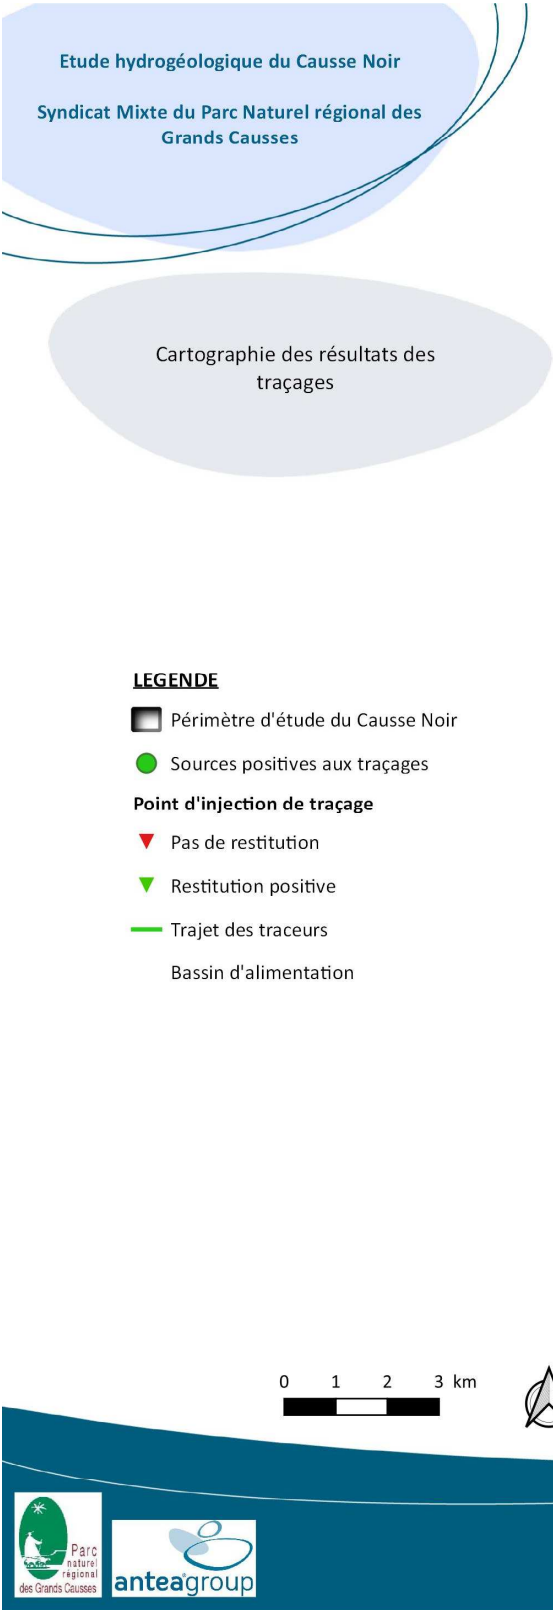 Etude hydrogéologique du Causse Noir
Syndicat Mixte du Parc Naturel régional des
Grands Causses
Cartographie des résultats des
traçages
LEGENDE
Périmètre d'étude du Causse Noir
Sources positives aux traçages
Point d'injection de traçage
Pas de restitution
Restitution positive
Trajet des traceurs
Bassin d'alimentation
0 1 2 3 km
Parc
naturel
régional
des Grands Causses
anteagroup